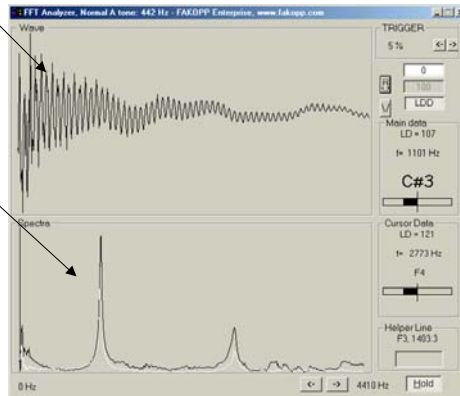 FFT Analyzer, Normal A tone: 442 Hz - FAKOPP Enterprise, www.fakopp.com
Wave
TRIGGER
5 %
<-
->
0
100
LDD
Main data
LD = 107
f= 1101 Hz
C#3
Spectra
Cursor Data
LD = 121
f= 2773 Hz
F4
Helper Line
F3, 1403.3
0 Hz
<-
->
4410 Hz
Hold